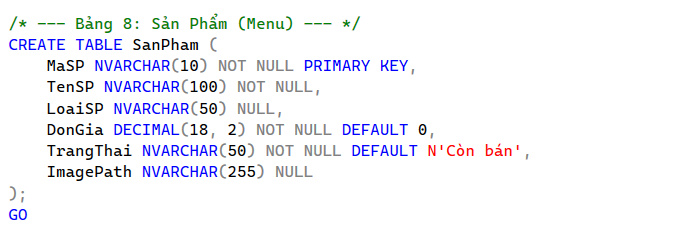 /* --- Bảng 8: Sản Phẩm (Menu) --- */
CREATE TABLE SanPham (
    MaSP NVARCHAR(10) NOT NULL PRIMARY KEY,
    TenSP NVARCHAR(100) NOT NULL,
    LoaiSP NVARCHAR(50) NULL,
    DonGia DECIMAL(18, 2) NOT NULL DEFAULT 0,
    TrangThai NVARCHAR(50) NOT NULL DEFAULT N'Còn bán',
    ImagePath NVARCHAR(255) NULL
);
GO